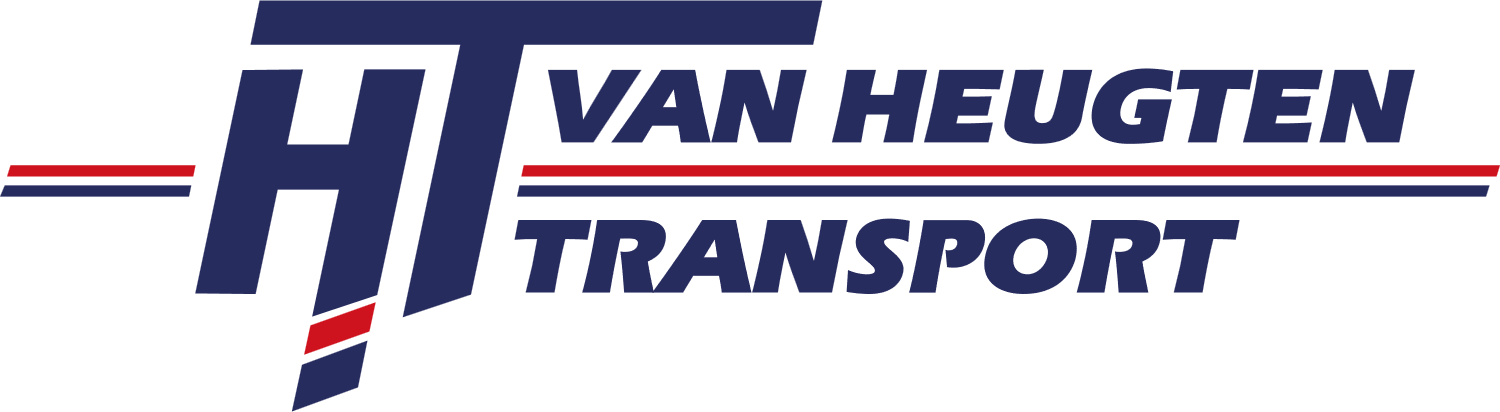 HT
VAN HEUGTEN
TRANSPORT